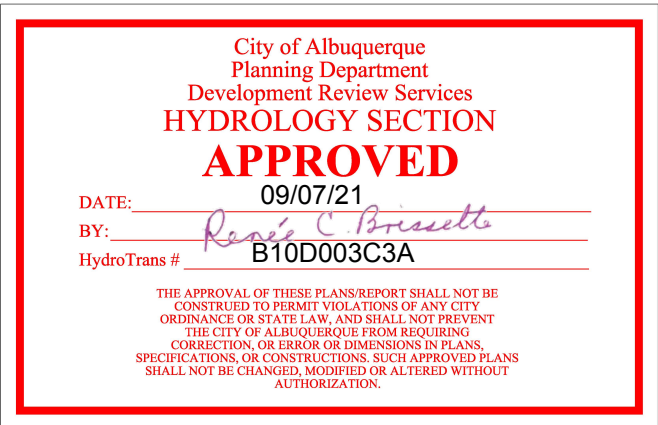 City of Albuquerque
Planning Department
Development Review Services
HYDROLOGY SECTION
APPROVED
DATE: 09/07/21
BY: Renée C. Brissette
HydroTrans # B10D003C3A
THE APPROVAL OF THESE PLANS/REPORT SHALL NOT BE
CONSTRUED TO PERMIT VIOLATIONS OF ANY CITY
ORDINANCE OR STATE LAW, AND SHALL NOT PREVENT
THE CITY OF ALBUQUERQUE FROM REQUIRING
CORRECTION, OR ERROR OR DIMENSIONS IN PLANS,
SPECIFICATIONS, OR CONSTRUCTIONS. SUCH APPROVED PLANS
SHALL NOT BE CHANGED, MODIFIED OR ALTERED WITHOUT
AUTHORIZATION.